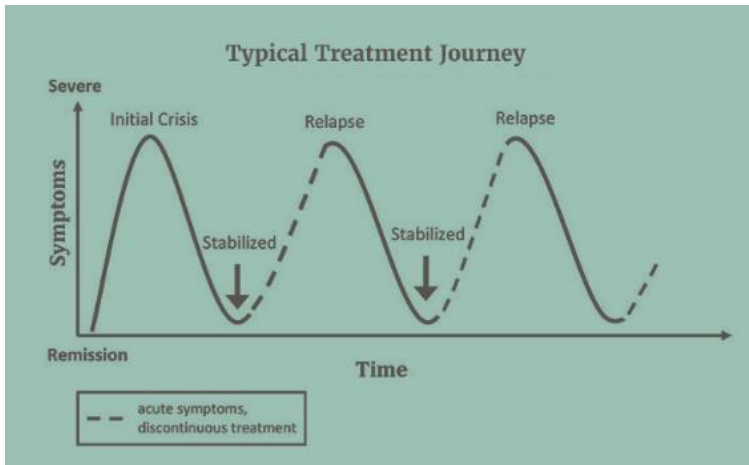 Typical Treatment Journey
Severe
Initial Crisis
Relapse
Relapse
Symptoms
Stabilized
Stabilized
Remission
Time
acute symptoms,
discontinuous treatment